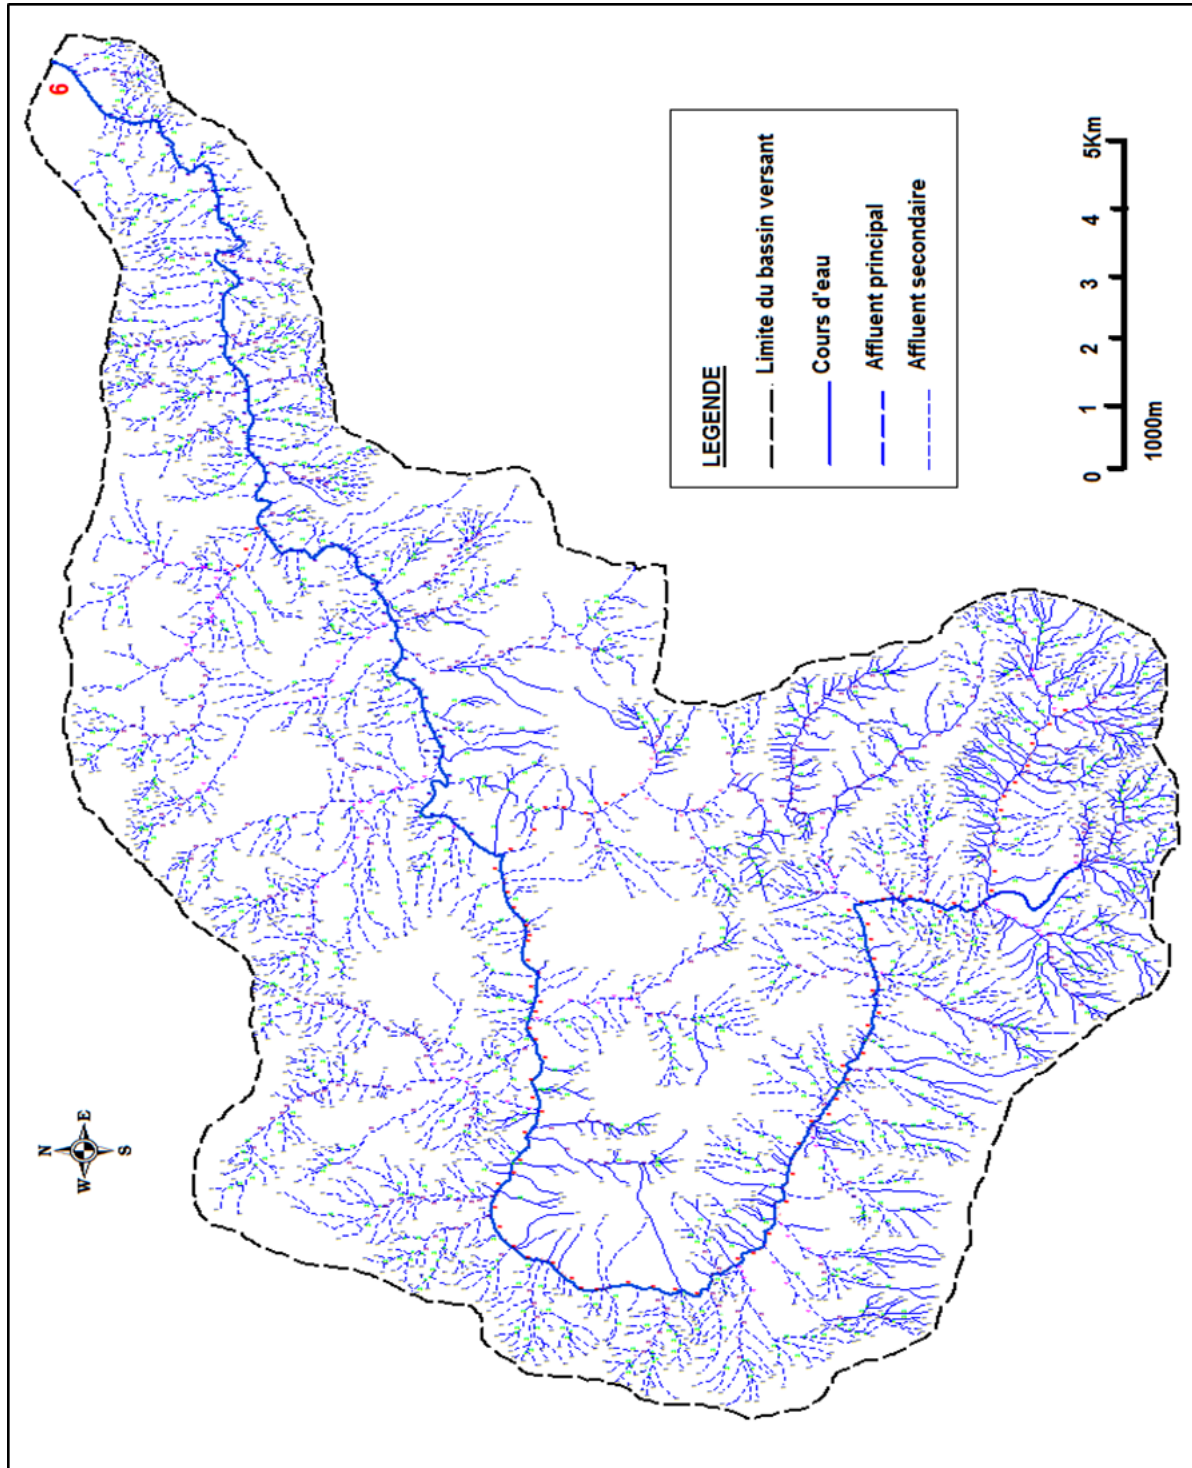 6
N
W E
S
LEGENDE
Limite du bassin versant
Cours d'eau
Affluent principal
Affluent secondaire
0 1 2 3 4 5Km
1000m